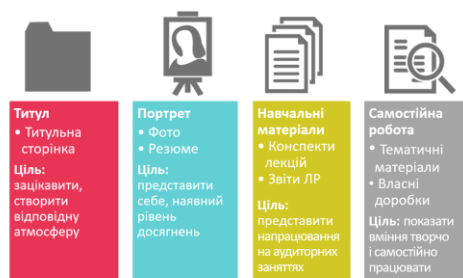 Титул
• Титульна
сторінка
Ціль:
зацікавити,
створити
відповідну
атмосферу
Портрет
• Фото
• Резюме
Ціль:
представити
себе, наявний
рівень
досягнень
Навчальні
матеріали
• Конспекти
лекцій
• Звіти ЛР
Ціль:
представити
напрацювання
на аудиторних
заняттях
Самостійна
робота
• Тематичні
матеріали
• Власні
доробки
Ціль: показати
вміння творчо
і самостійно
працювати